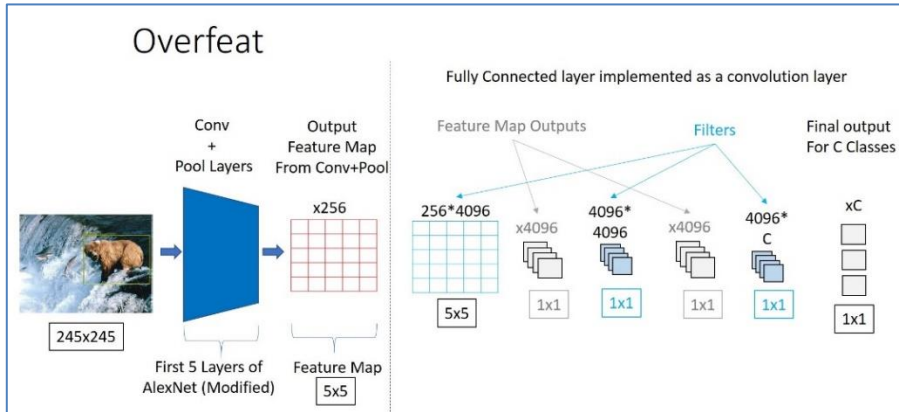 Overfeat
Conv
+
Pool Layers
Output
Feature Map
From Conv+Pool
x256
245x245
First 5 Layers of
AlexNet (Modified)
Feature Map
5x5
Fully Connected layer implemented as a convolution layer
Feature Map Outputs
Filters
Final output
For C Classes
256*4096
5x5
x4096
1x1
4096*
4096
1x1
x4096
1x1
4096*
C
1x1
xC
1x1